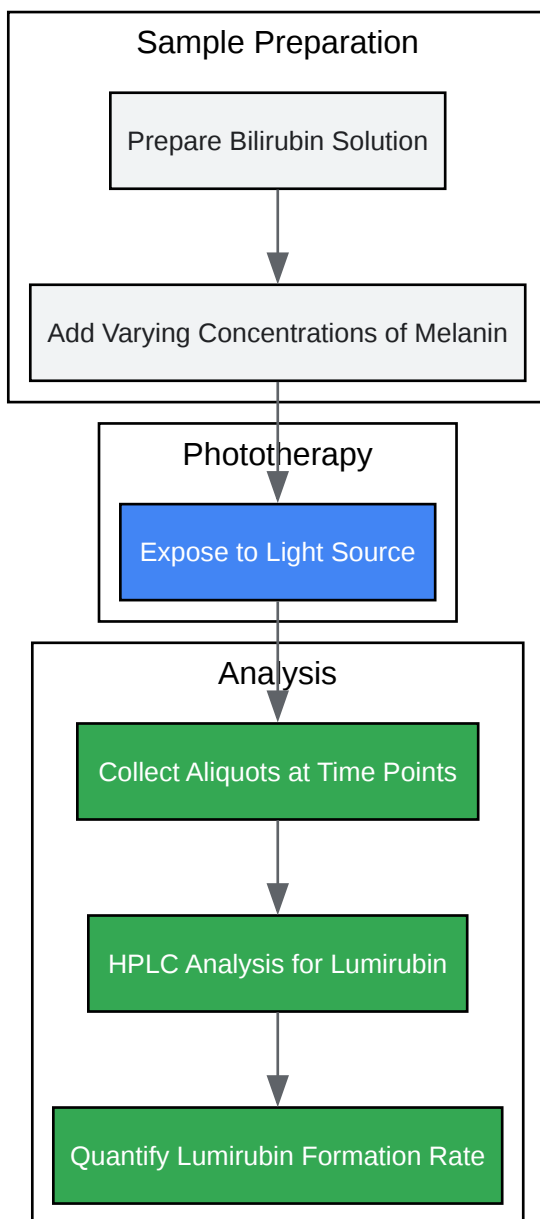 Sample Preparation
Prepare Bilirubin Solution
Add Varying Concentrations of Melanin
Phototherapy
Expose to Light Source
Analysis
Collect Aliquots at Time Points
HPLC Analysis for Lumirubin
Quantify Lumirubin Formation Rate